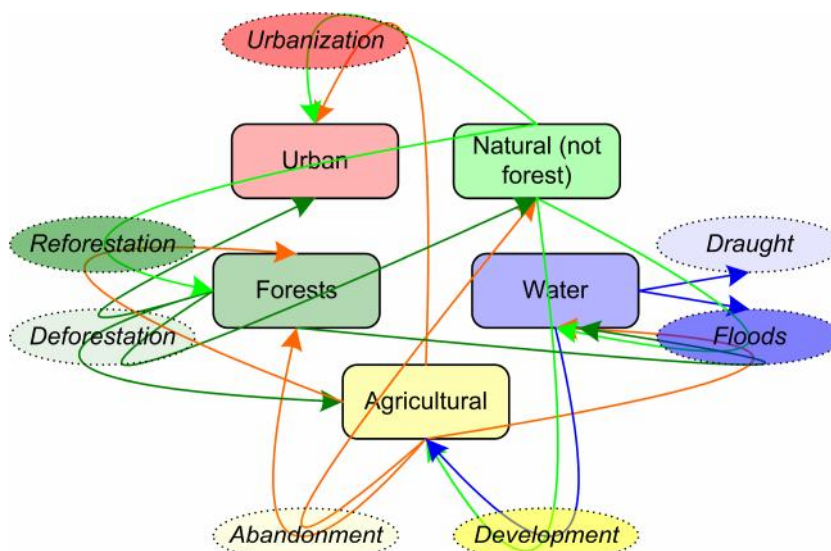 Urbanization
Urban
Natural (not
forest)
Reforestation
Draught
Forests
Water
Deforestation
Floods
Agricultural
Abandonment
Development